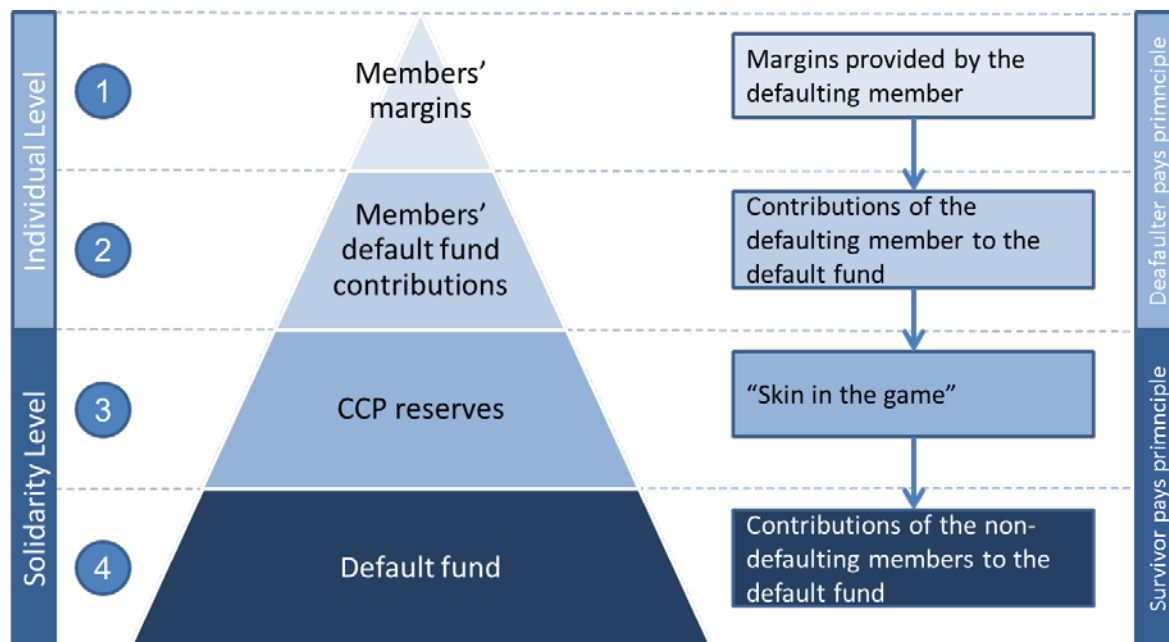 Individual Level
Solidarity Level
1
Members’
margins
Margins provided by the
defaulting member
2
Members’
default fund
contributions
Contributions of the
defaulting member to the
default fund
3
CCP reserves
“Skin in the game”
4
Default fund
Contributions of the non-
defaulting members to the
default fund
Deafaulter pays primnciple
Survivor pays primnciple